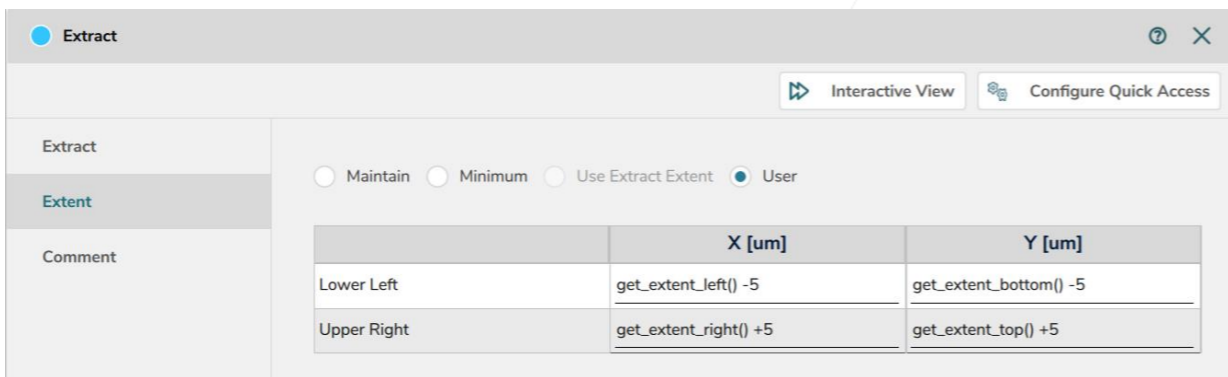 Extract
Interactive View Configure Quick Access
Extract
Extent
Comment
Maintain Minimum Use Extract Extent User
X [um] Y [um]
Lower Left get_extent_left() -5 get_extent_bottom() -5
Upper Right get_extent_right() +5 get_extent_top() +5